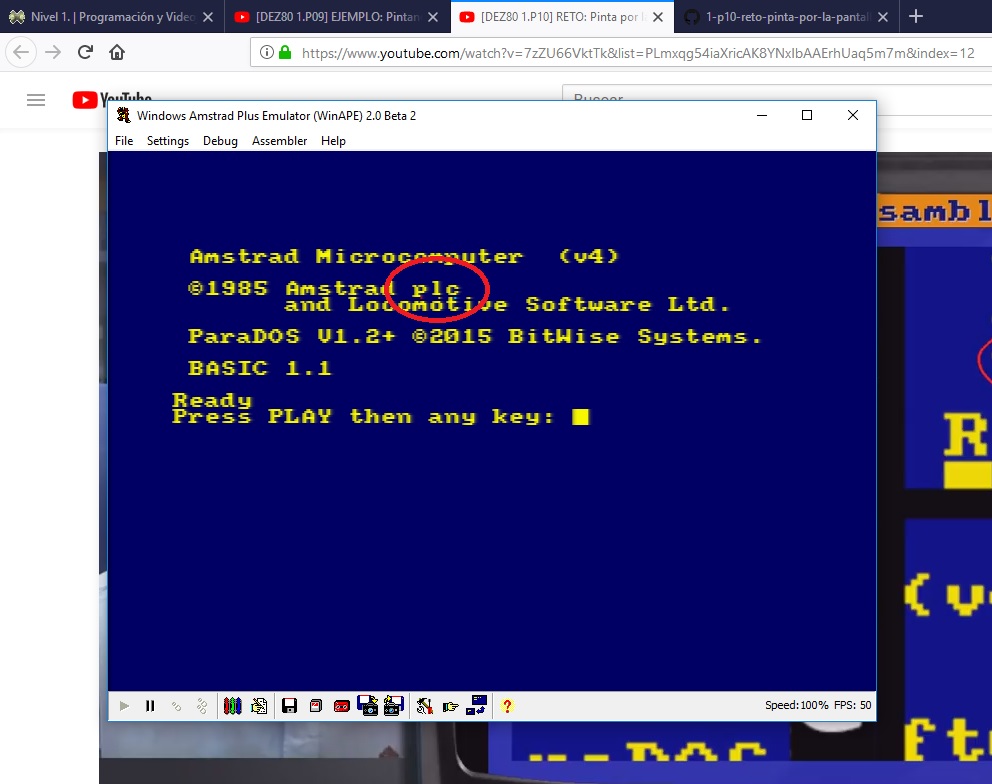 Nivel 1. | Programación y Video
[DEZ80 1.P09] EJEMPLO: Pintan
[DEZ80 1.P10] RETO: Pinta por l
1-p10-reto-pinta-por-la-pantal
https://www.youtube.com/watch?v=7zZU66VktTk&list=PLmxqg54iaXricAK8YNxIbAAErhUaq5m7m&index=12
YouTube
Buscar
Windows Amstrad Plus Emulator (WinAPE) 2.0 Beta 2
File Settings Debug Assembler Help
sambl
Amstrad Microcomputer (v4)
©1985 Amstrad plc
and Locomotive Software Ltd.
ParaDOS V1.2+ ©2015 BitWise Systems.
BASIC 1.1
Ready
Press PLAY then any key:
R
(v
Speed:100% FPS: 50
ft